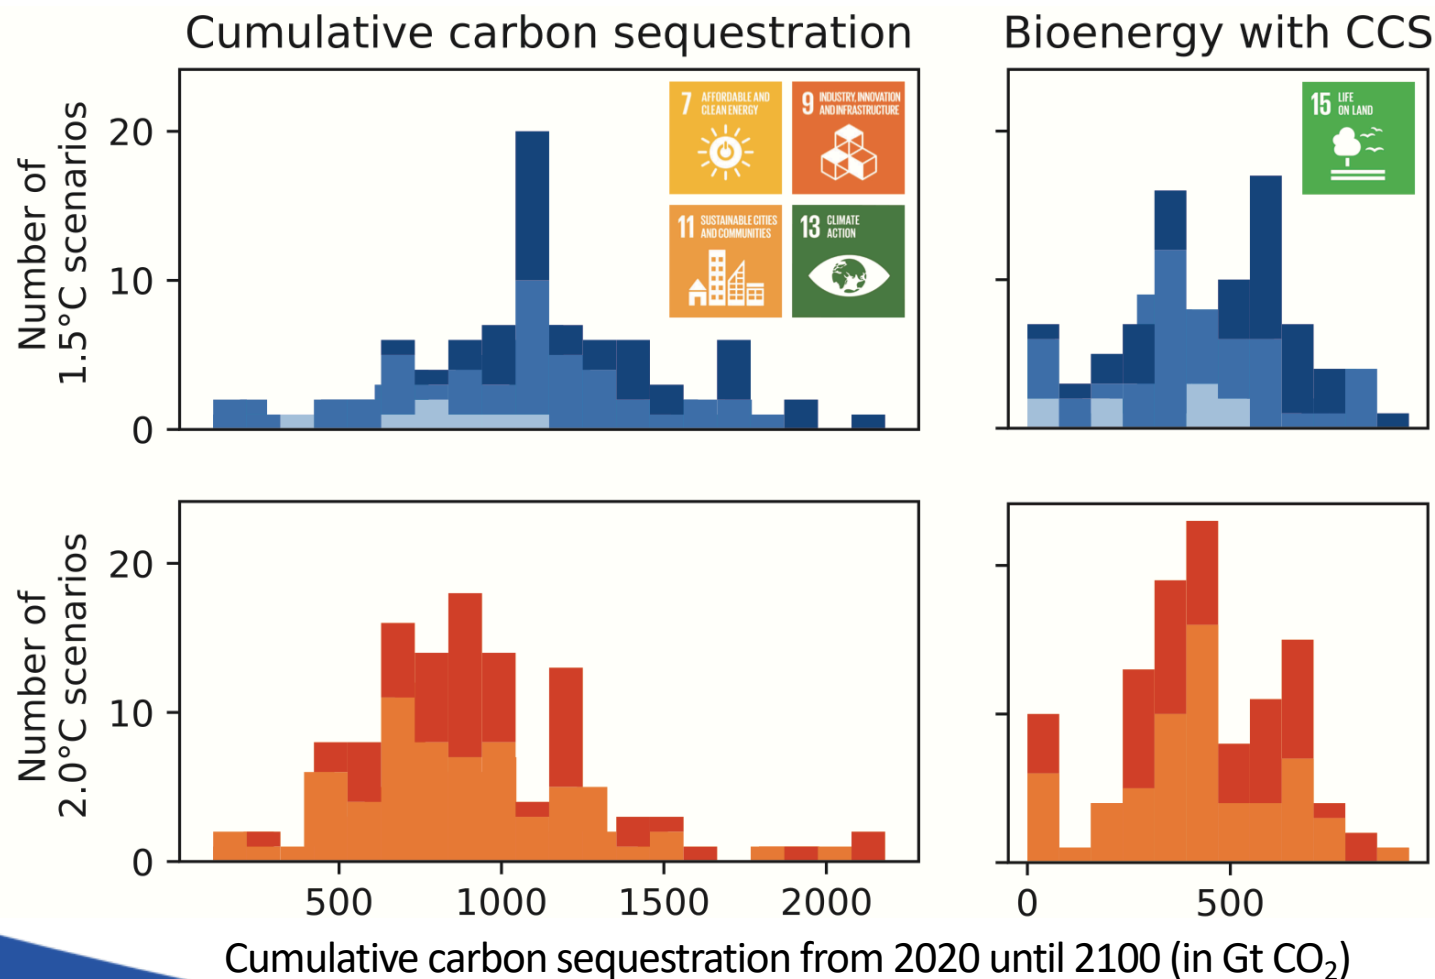 Cumulative carbon sequestration
Bioenergy with CCS
Number of
1.5°C scenarios
20
10
0
7 AFFORDABLE AND
CLEAN ENERGY
9 INDUSTRY, INNOVATION
AND INFRASTRUCTURE
11 SUSTAINABLE CITIES
AND COMMUNITIES
13 CLIMATE
ACTION
15 LIFE
ON LAND
Number of
2.0°C scenarios
20
10
0
500
1000
1500
2000
0
500
Cumulative carbon sequestration from 2020 until 2100 (in Gt CO₂)